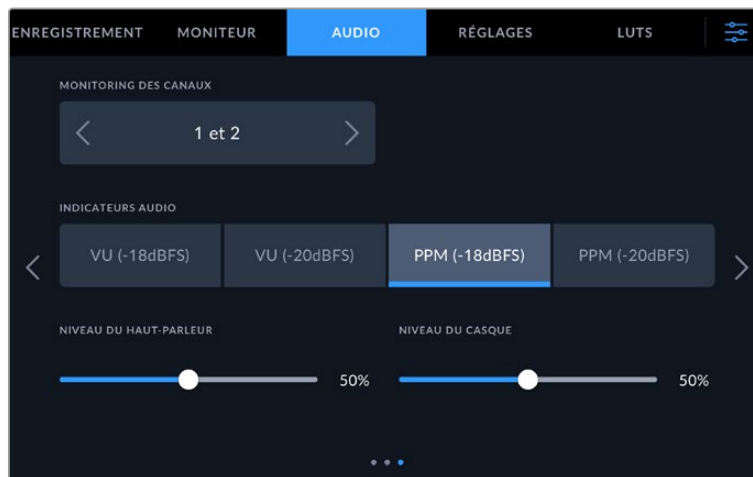 ENREGISTREMENT MONITEUR AUDIO RÉGLAGES LUTS
MONITORING DES CANAUX
1 et 2
INDICATEURS AUDIO
VU (-18dBFS) VU (-20dBFS) PPM (-18dBFS) PPM (-20dBFS)
NIVEAU DU HAUT-PARLEUR NIVEAU DU CASQUE
50% 50%